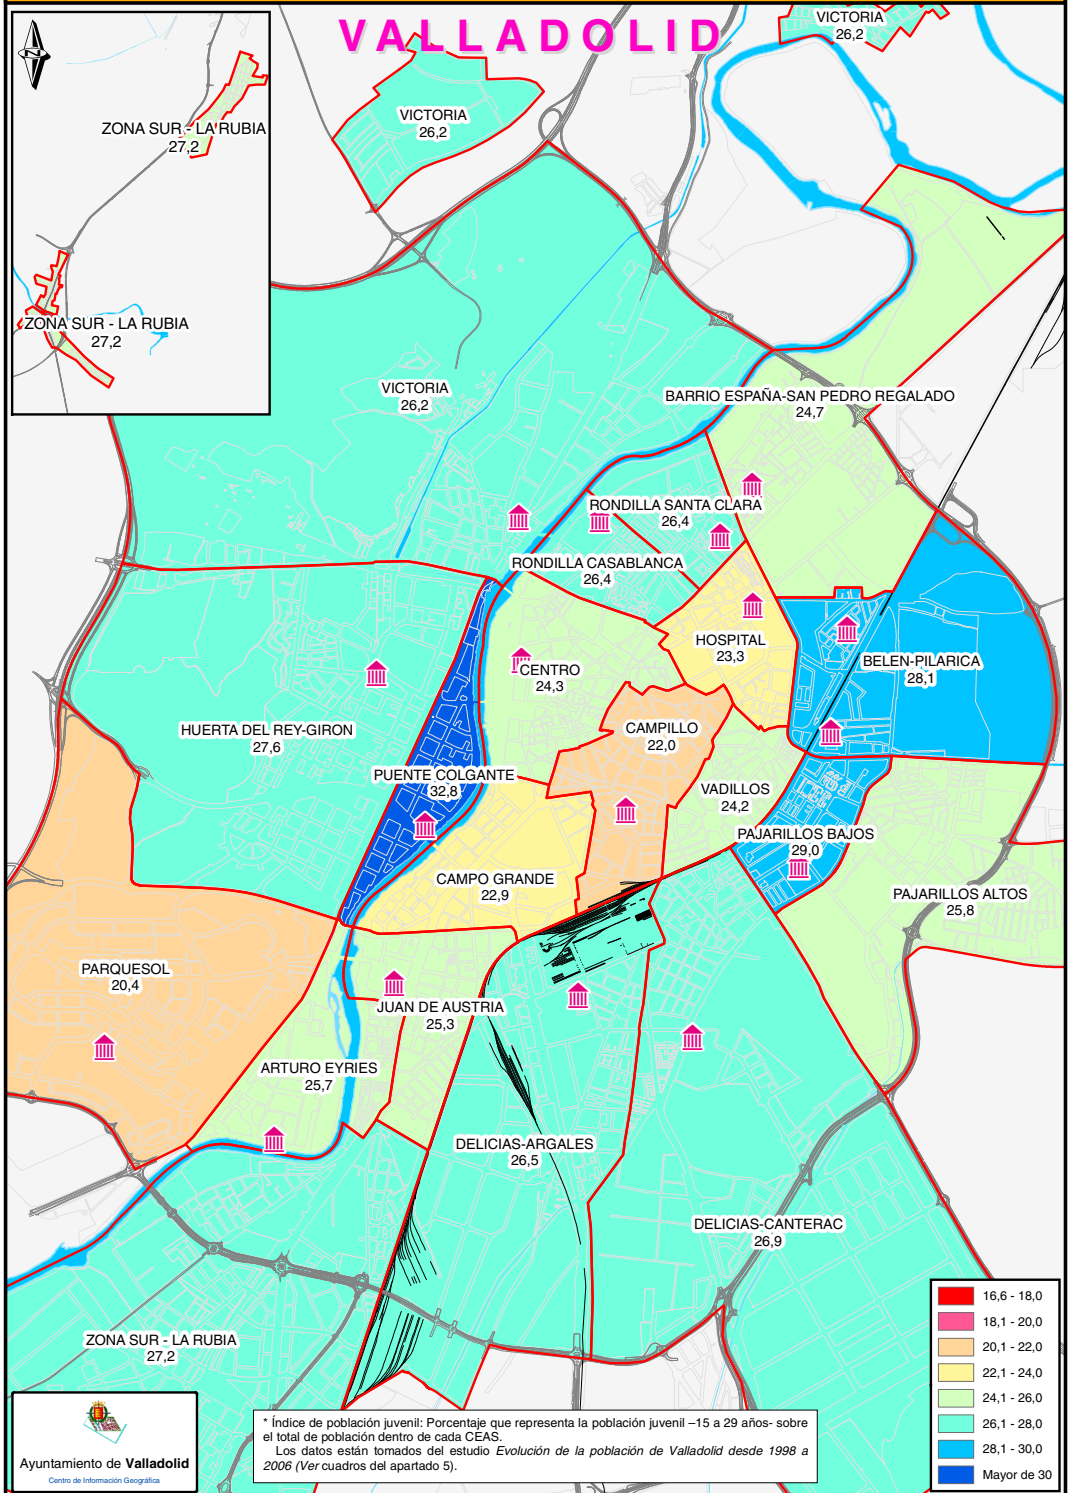 VALLADOLID
VICTORIA
26,2
VICTORIA
26,2
ZONA SUR - LA RUBIA
27,2
ZONA SUR - LA RUBIA
27,2
VICTORIA
26,2
BARRIO ESPAÑA-SAN PEDRO REGALADO
24,7
RONDILLA SANTA CLARA
26,4
RONDILLA CASABLANCA
26,4
HOSPITAL
23,3
BELEN-PILARICA
28,1
CENTRO
24,3
HUERTA DEL REY-GIRON
27,6
CAMPILLO
22,0
PUENTE COLGANTE
32,8
VADILLOS
24,2
PAJARILLOS BAJOS
29,0
CAMPO GRANDE
22,9
PAJARILLOS ALTOS
25,8
PARQUESOL
20,4
JUAN DE AUSTRIA
25,3
ARTURO EYRIES
25,7
DELICIAS-ARGALES
26,5
DELICIAS-CANTERAC
26,9
ZONA SUR - LA RUBIA
27,2
16,6 - 18,0
18,1 - 20,0
20,1 - 22,0
22,1 - 24,0
24,1 - 26,0
26,1 - 28,0
28,1 - 30,0
Mayor de 30
Ayuntamiento de Valladolid
Centro de Información Geográfica
* Índice de población juvenil: Porcentaje que representa la población juvenil –15 a 29 años- sobre
el total de población dentro de cada CEAS.
Los datos están tomados del estudio Evolución de la población de Valladolid desde 1998 a
2006 (Ver cuadros del apartado 5).